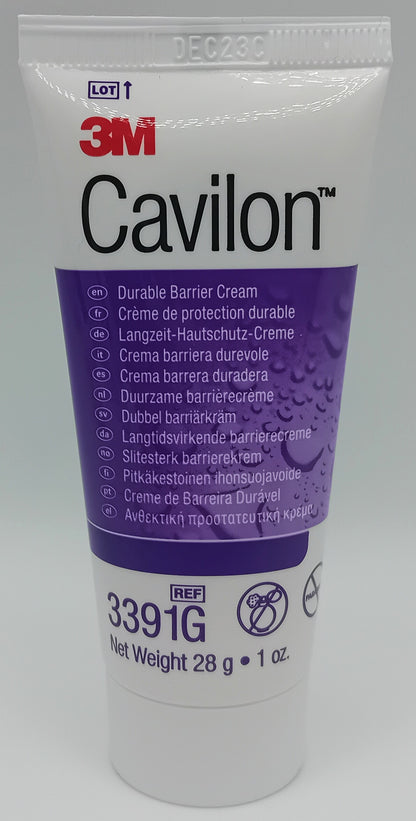 DEC23C
LOT
3M
Cavilon™
en Durable Barrier Cream
fr Crème de protection durable
de Langzeit-Hautschutz-Creme
it Crema barriera durevole
es Crema barrera duradera
nl Duurzame barrièrecrème
sv Dubbel barriärkräm
da Langtidsvirkende barrierecreme
no Slitesterk barrierekrem
fi Pitkäkestoinen ihonsuojavoide
pt Creme de Barreira Durável
el Ανθεκτική προστατευτική κρέμα
REF
3391G
Net Weight 28 g • 1 oz.